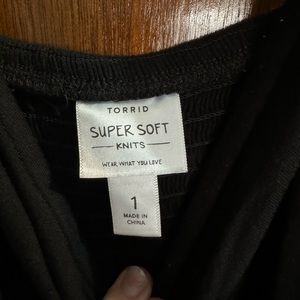 TORRID
SUPER SOFT
KNITS
WEAR WHAT YOU LOVE
1
MADE IN
CHINA